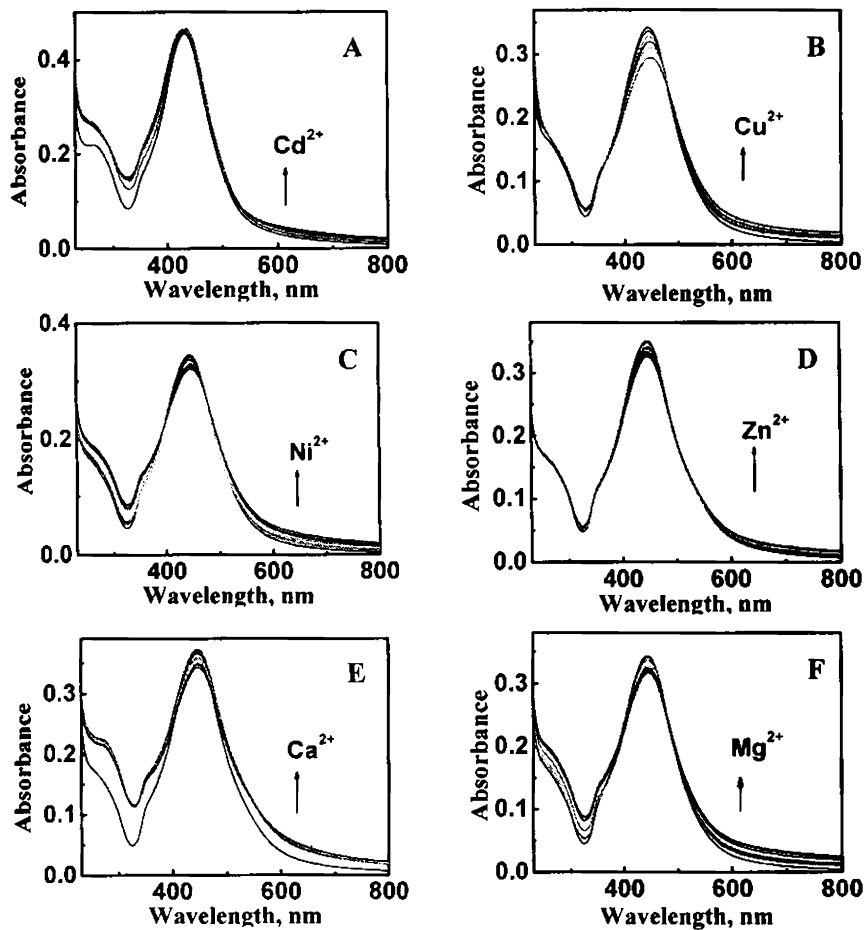 A
Absorbance
0.4
0.2
0.0
Cd2+
400 600 800
Wavelength, nm
B
Absorbance
0.3
0.2
0.1
0.0
Cu2+
400 600 800
Wavelength, nm
C
Absorbance
0.4
0.2
0.0
Ni2+
400 600 800
Wavelength, nm
D
Absorbance
0.3
0.2
0.1
0.0
Zn2+
400 600 800
Wavelength, nm
E
Absorbance
0.3
0.2
0.1
0.0
Ca2+
400 600 800
Wavelength, nm
F
Absorbance
0.3
0.2
0.1
0.0
Mg2+
400 600 800
Wavelength, nm